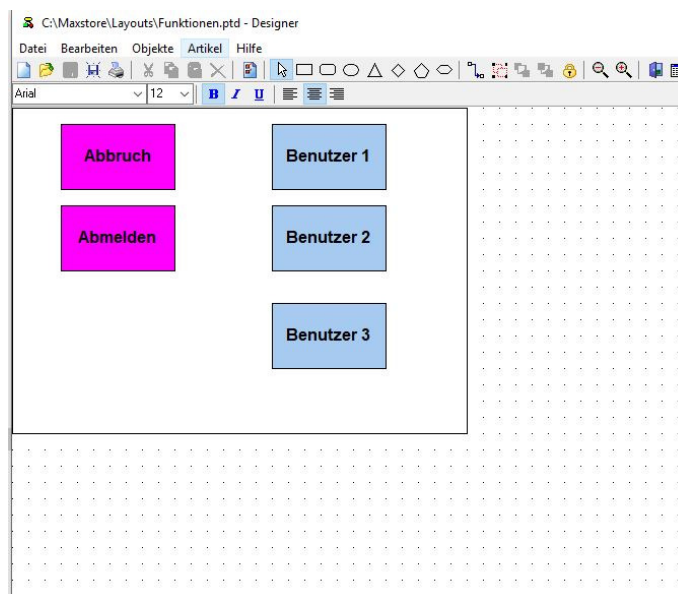 C:\Maxstore\Layouts\Funktionen.ptd - Designer
Datei Bearbeiten Objekte Artikel Hilfe
Arial 12 B I U
Abbruch Benutzer 1
Abmelden Benutzer 2
Benutzer 3